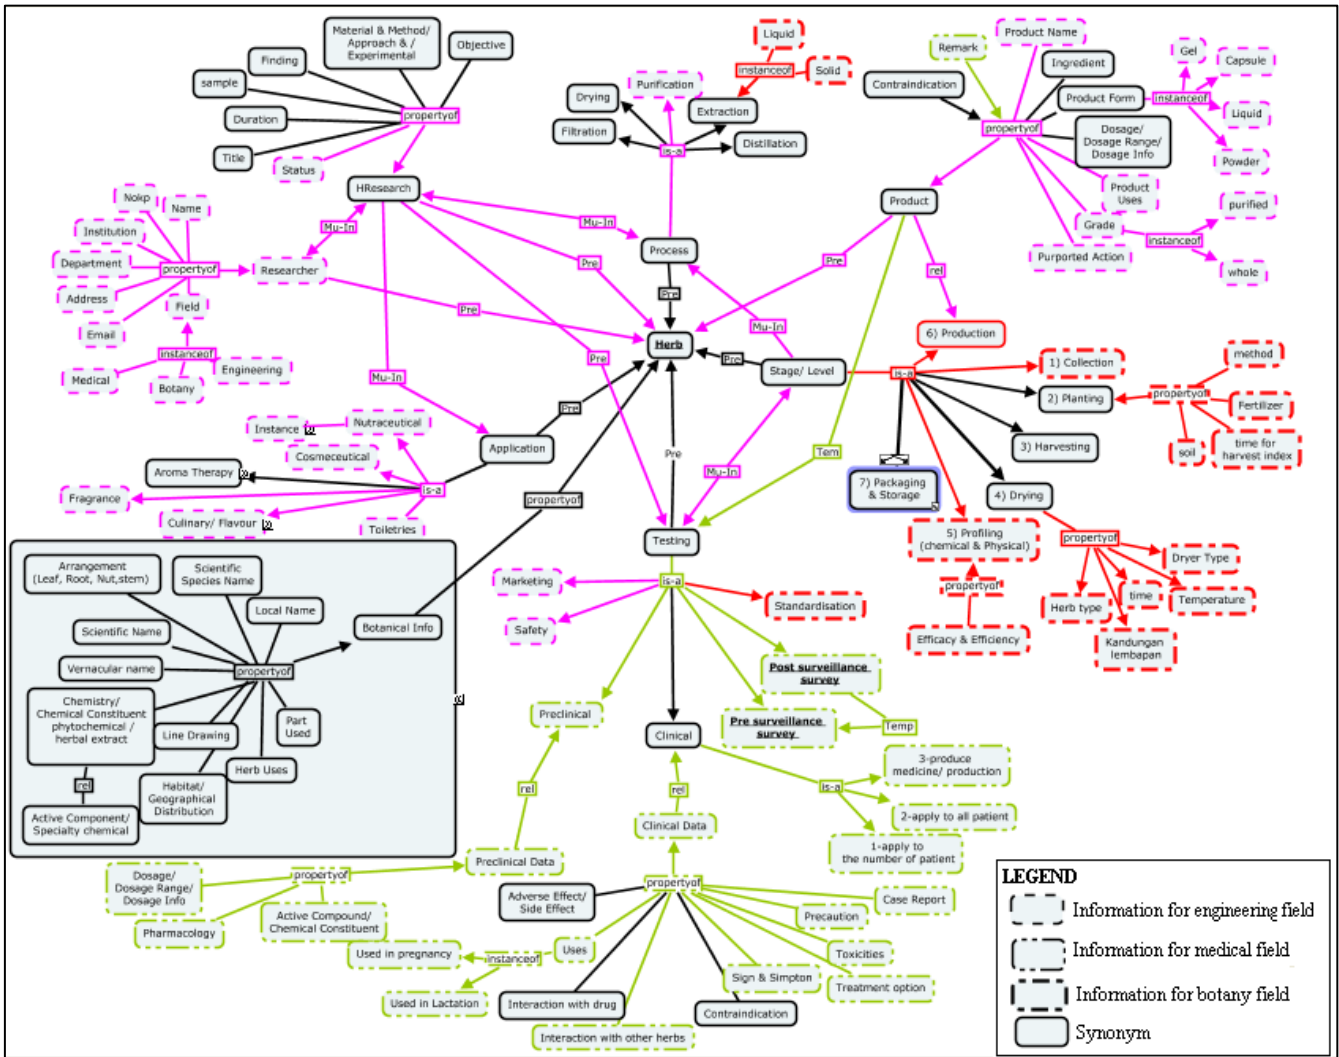 Material & Method/
Approach & /
Experimental
Objective
Finding
sample
Duration
Title
Status
propertyof
HResearch
Liquid
instanceof
Solid
Purification
Drying
Extraction
Filtration
Distillation
is-a
Remark
Product Name
Contraindication
Ingredient
Product Form
propertyof
Dosage/
Dosage Range/
Dosage Info
Gel
Capsule
instanceof
Liquid
Powder
Product
Uses
Grade
purified
instanceof
whole
Purported Action
Product
Nokp
Name
Institution
Department
propertyof
Address
Email
Field
Researcher
instanceof
Medical
Botany
Engineering
Mu-In
Mu-In
Process
Pre
Pre
Pre
Pre
rel
Pre
Herb
Mu-In
Pre
Stage/ Level
6) Production
is-a
1) Collection
2) Planting
3) Harvesting
4) Drying
5) Profiling
(chemical & Physical)
7) Packaging
& Storage
method
propertyof
Fertilizer
soil
time for
harvest index
Mu-In
Pre
Application
Instance
Nutraceutical
Cosmeceutical
Aroma Therapy
is-a
Fragrance
Culinary/ Flavour
Toiletries
propertyof
Pre
Mu-In
Tem
Testing
propertyof
Dryer Type
Herb type
time
Temperature
Kandungan
lembapan
propertyof
Efficacy & Efficiency
Arrangement
(Leaf, Root, Nut,stem)
Scientific
Species Name
Local Name
Scientific Name
Vernacular name
propertyof
Botanical Info
Chemistry/
Chemical Constituent
phytochemical /
herbal extract
Line Drawing
Part
Used
Herb Uses
rel
Habitat/
Geographical
Distribution
Active Component/
Specialty chemical
Marketing
is-a
Standardisation
Safety
Post surveillance
survey
Pre surveillance
survey
Temp
Preclinical
Clinical
rel
rel
is-a
3-produce
medicine/ production
2-apply to all patient
1-apply to
the number of patient
Clinical Data
Preclinical Data
Dosage/
Dosage Range/
Dosage Info
propertyof
Pharmacology
Active Compound/
Chemical Constituent
propertyof
Adverse Effect/
Side Effect
Case Report
Precaution
Uses
Toxicities
Used in pregnancy
instanceof
Sign & Simpton
Treatment option
Used in Lactation
Interaction with drug
Contraindication
Interaction with other herbs
LEGEND
Information for engineering field
Information for medical field
Information for botany field
Synonym